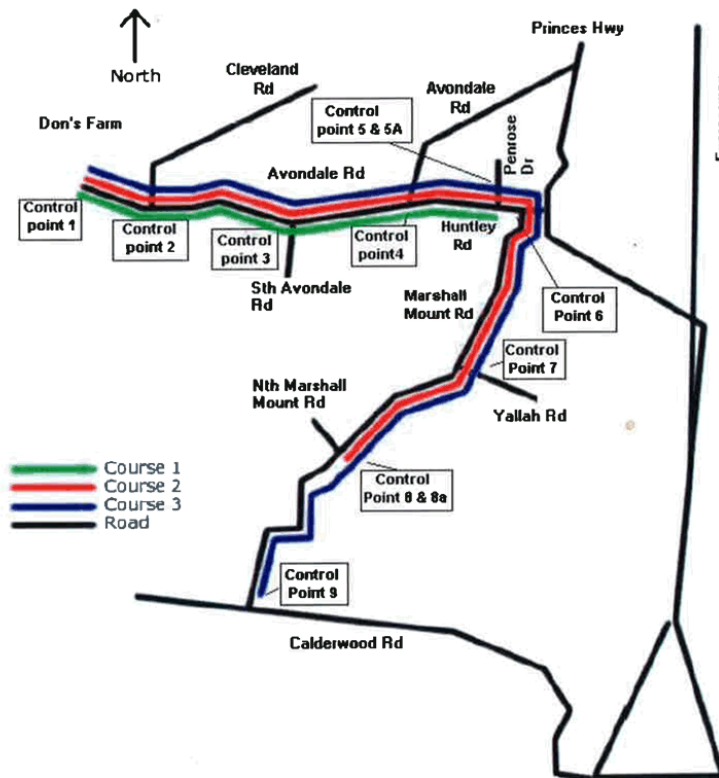 Princes Hwy
North
Cleveland
Rd
Avondale
Rd
Don's Farm
Control
point 5 & 5A
Penrose
Dr
Avondale Rd
Control
point 1
Control
point 2
Control
point 3
Control
point4
Huntley
Rd
Sth Avondale
Rd
Marshall
Mount Rd
Control
Point 6
Control
Point 7
Nth Marshall
Mount Rd
Yallah Rd
Control
Point 8 & 8a
Course 1
Course 2
Course 3
Road
Control
Point 9
Calderwood Rd